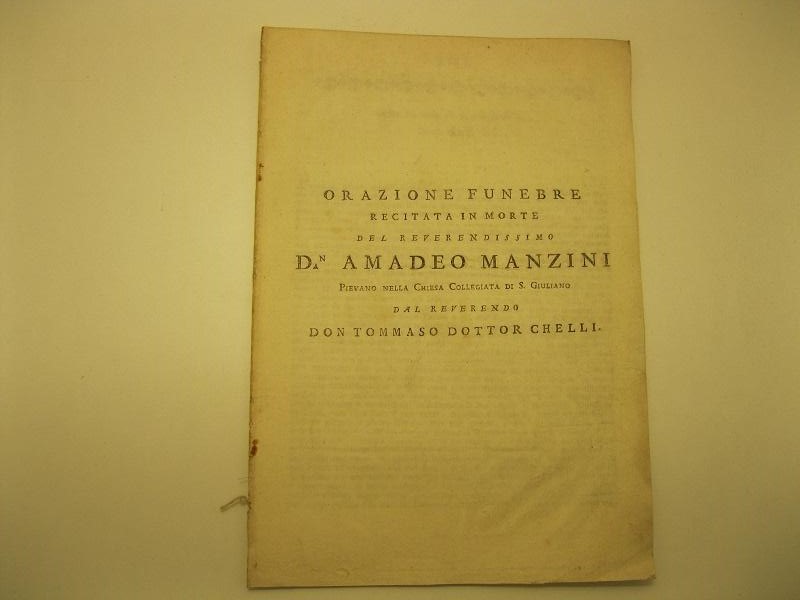 ORAZIONE FUNEBRE
RECITATA IN MORTE
DEL REVERENDISSIMO
D.N AMADEO MANZINI
PIEVANO NELLA CHIESA COLLEGIATA DI S. GIULIANO
DAL REVERENDO
DON TOMMASO DOTTOR CHELLI.